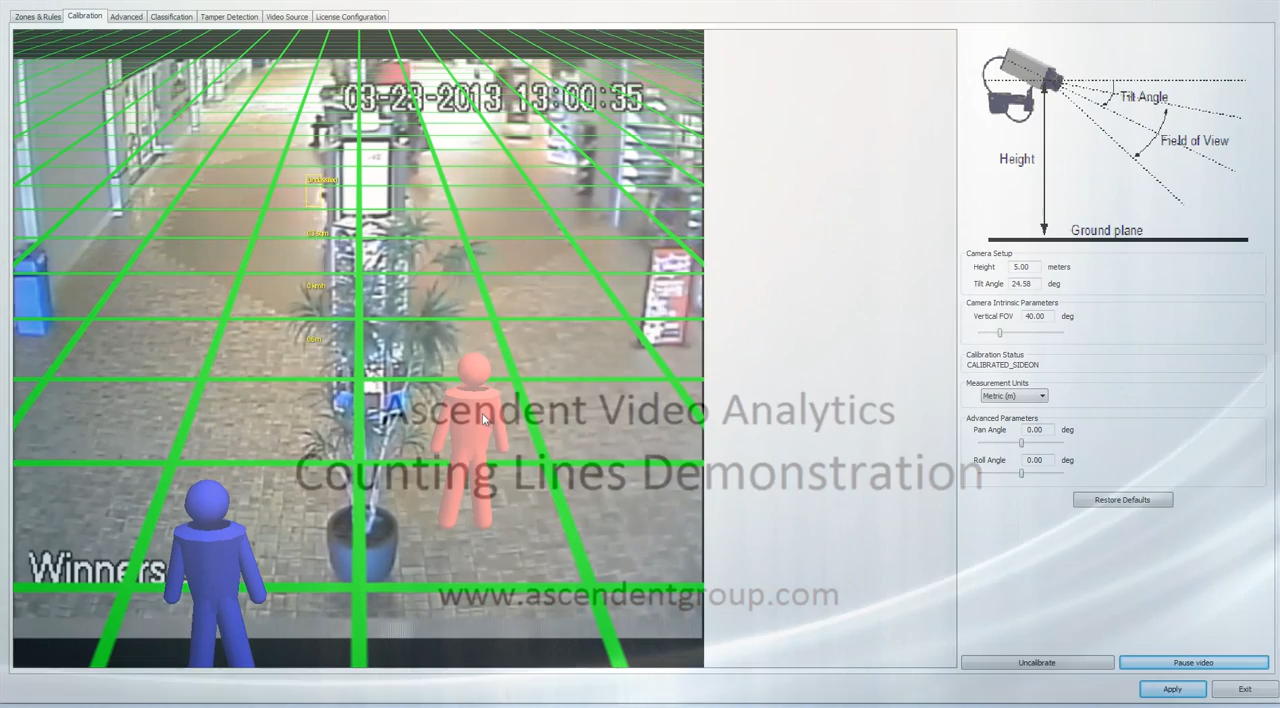 Zones & Rules Calibration Advanced Classification Tamper Detection Video Source License Configuration
03-23-2013 13:00:35
Winners
Ascendent Video Analytics
Counting Lines Demonstration
www.ascendentgroup.com
Tilt Angle
Field of View
Height
Ground plane
Camera Setup
Height 5.00 meters
Tilt Angle 24.58 deg
Camera Intrinsic Parameters
Vertical FOV 40.00 deg
Calibration Status
CALIBRATED_SIDEON
Measurement Units
Metric (m)
Advanced Parameters
Pan Angle 0.00 deg
Roll Angle 0.00 deg
Restore Defaults
Uncalibrate Pause video
Apply Exit